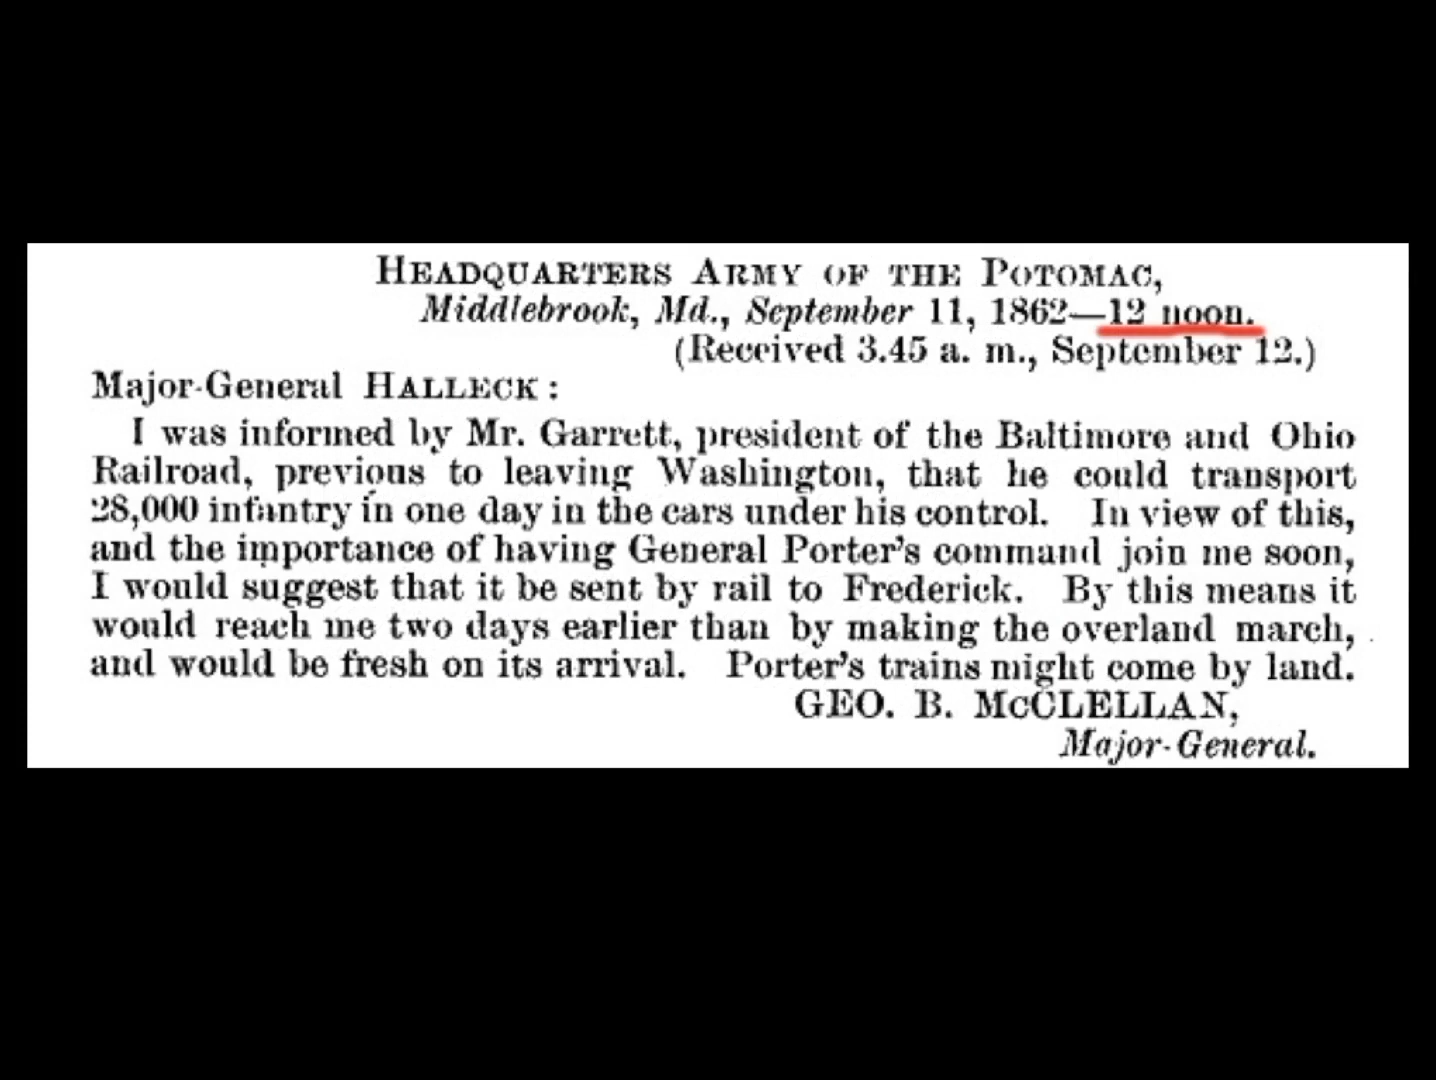 HEADQUARTERS ARMY OF THE POTOMAC,
Middlebrook, Md., September 11, 1862—12 noon.
(Received 3.45 a. m., September 12.)
Major-General HALLECK:
I was informed by Mr. Garrett, president of the Baltimore and Ohio
Railroad, previous to leaving Washington, that he could transport
28,000 infantry in one day in the cars under his control. In view of this,
and the importance of having General Porter's command join me soon,
I would suggest that it be sent by rail to Frederick. By this means it
would reach me two days earlier than by making the overland march,
and would be fresh on its arrival. Porter's trains might come by land.
GEO. B. McCLELLAN,
Major-General.